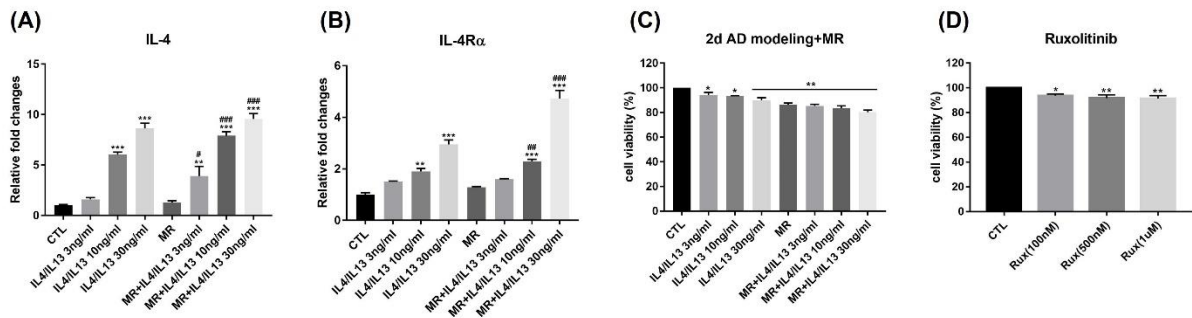 (A)
IL-4
Relative fold changes
15
10
5
0
***
***
#
**
###
***
###
***
CTL
IL4/IL13 3ng/ml
IL4/IL13 10ng/ml
IL4/IL13 30ng/ml
MR
MR+IL4/IL13 3ng/ml
MR+IL4/IL13 10ng/ml
MR+IL4/IL13 30ng/ml
(B)
IL-4Rα
Relative fold changes
6
4
2
0
**
***
##
***
###
***
CTL
IL4/IL13 3ng/ml
IL4/IL13 10ng/ml
IL4/IL13 30ng/ml
MR
MR+IL4/IL13 3ng/ml
MR+IL4/IL13 10ng/ml
MR+IL4/IL13 30ng/ml
(C)
2d AD modeling+MR
cell viability (%)
120
100
80
60
40
20
0
*
*
**
CTL
IL4/IL13 3ng/ml
IL4/IL13 10ng/ml
IL4/IL13 30ng/ml
MR
MR+IL4/IL13 3ng/ml
MR+IL4/IL13 10ng/ml
MR+IL4/IL13 30ng/ml
(D)
Ruxolitinib
cell viability (%)
120
100
80
60
40
20
0
*
**
**
CTL
Rux(100nM)
Rux(500nM)
Rux(1uM)